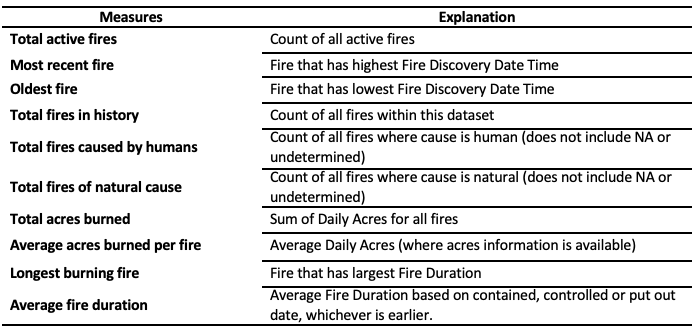 Measures Explanation
Total active fires Count of all active fires
Most recent fire Fire that has highest Fire Discovery Date Time
Oldest fire Fire that has lowest Fire Discovery Date Time
Total fires in history Count of all fires within this dataset
Total fires caused by humans Count of all fires where cause is human (does not include NA or
undetermined)
Total fires of natural cause Count of all fires where cause is natural (does not include NA or
undetermined)
Total acres burned Sum of Daily Acres for all fires
Average acres burned per fire Average Daily Acres (where acres information is available)
Longest burning fire Fire that has largest Fire Duration
Average fire duration Average Fire Duration based on contained, controlled or put out
date, whichever is earlier.